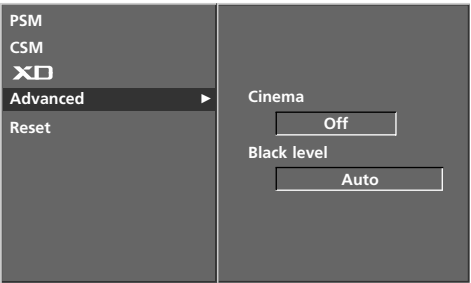 PSM
CSM
XD
Advanced ►
Reset
Cinema
Off
Black level
Auto